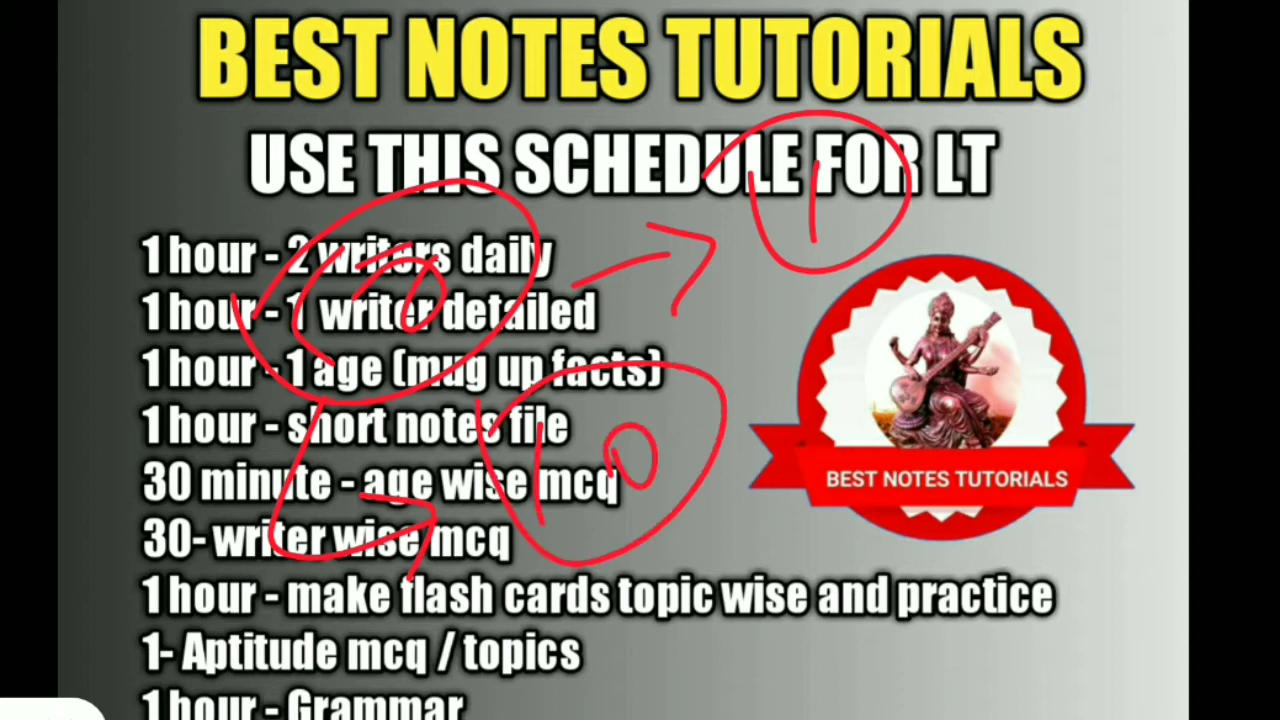 BEST NOTES TUTORIALS
USE THIS SCHEDULE FOR LT
1 hour - 2 writers daily
1 hour - 1 writer detailed
1 hour - 1 age (mug up facts)
1 hour - short notes file
30 minute - age wise mcq
30- writer wise mcq
1 hour - make flash cards topic wise and practice
1- Aptitude mcq / topics
1 hour - Grammar
BEST NOTES TUTORIALS
1
10